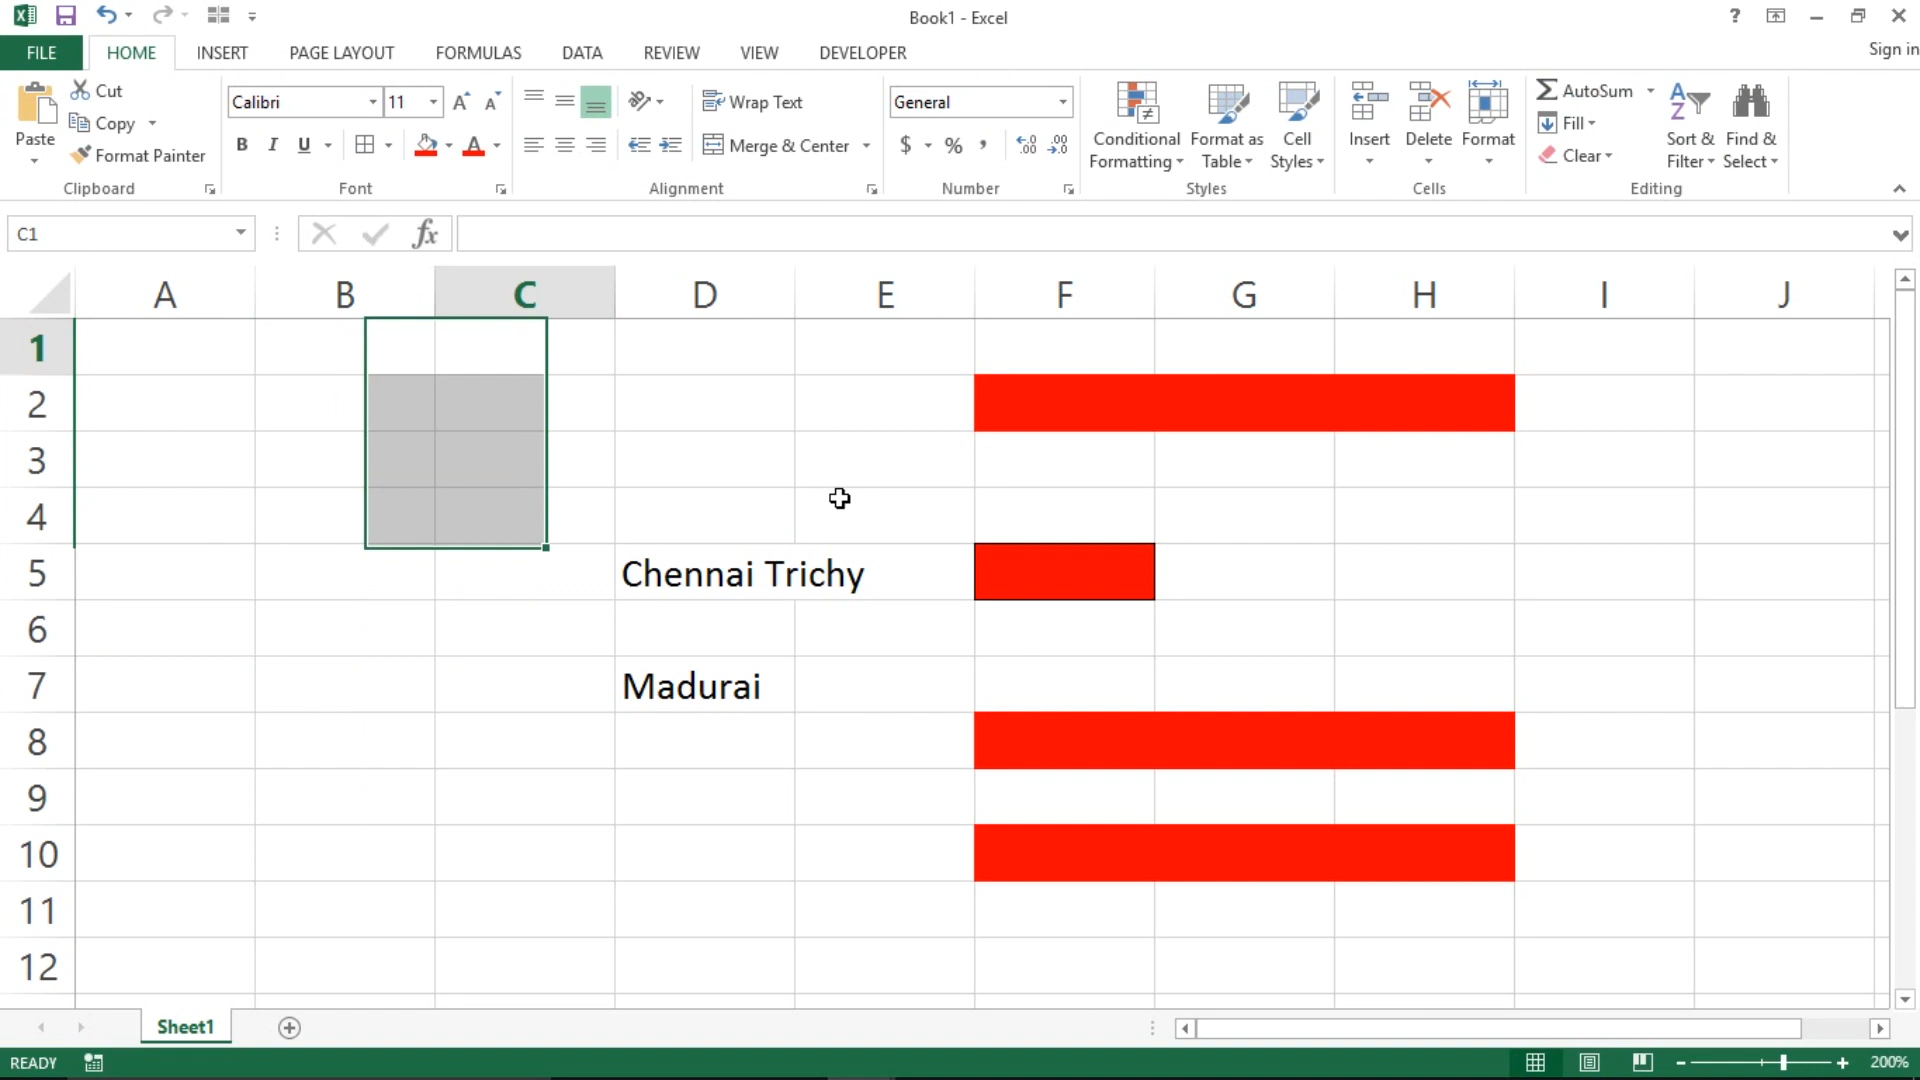 Book1 - Excel
?
FILE HOME INSERT PAGE LAYOUT FORMULAS DATA REVIEW VIEW DEVELOPER Sign in
Paste
Cut
Copy
Format Painter
Clipboard
Calibri 11
B I U
Font
Wrap Text
Merge & Center
Alignment
General
$ % ,
Number
Conditional Formatting
Format as Table
Cell Styles
Styles
Insert Delete Format
Cells
AutoSum
Fill
Clear
Sort & Filter
Find & Select
Editing
C1
fx
A B C D E F G H I J
1
2
3
4
5 Chennai Trichy
6
7 Madurai
8
9
10
11
12
Sheet1
READY
200%